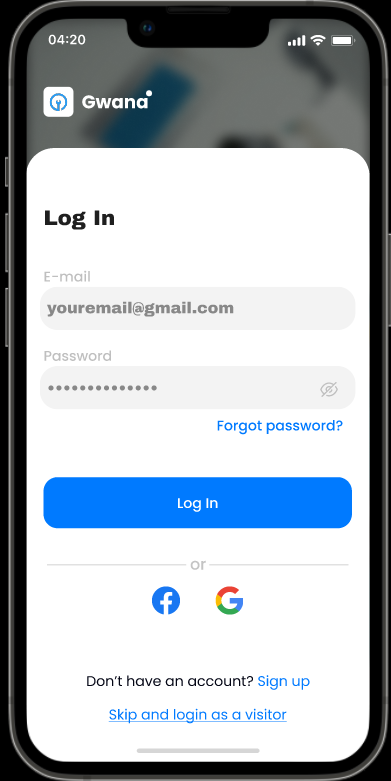 04:20
Gwana
Log In
E-mail
youremail@gmail.com
Password
••••••••••••••
Forgot password?
Log In
or
Don’t have an account? Sign up
Skip and login as a visitor